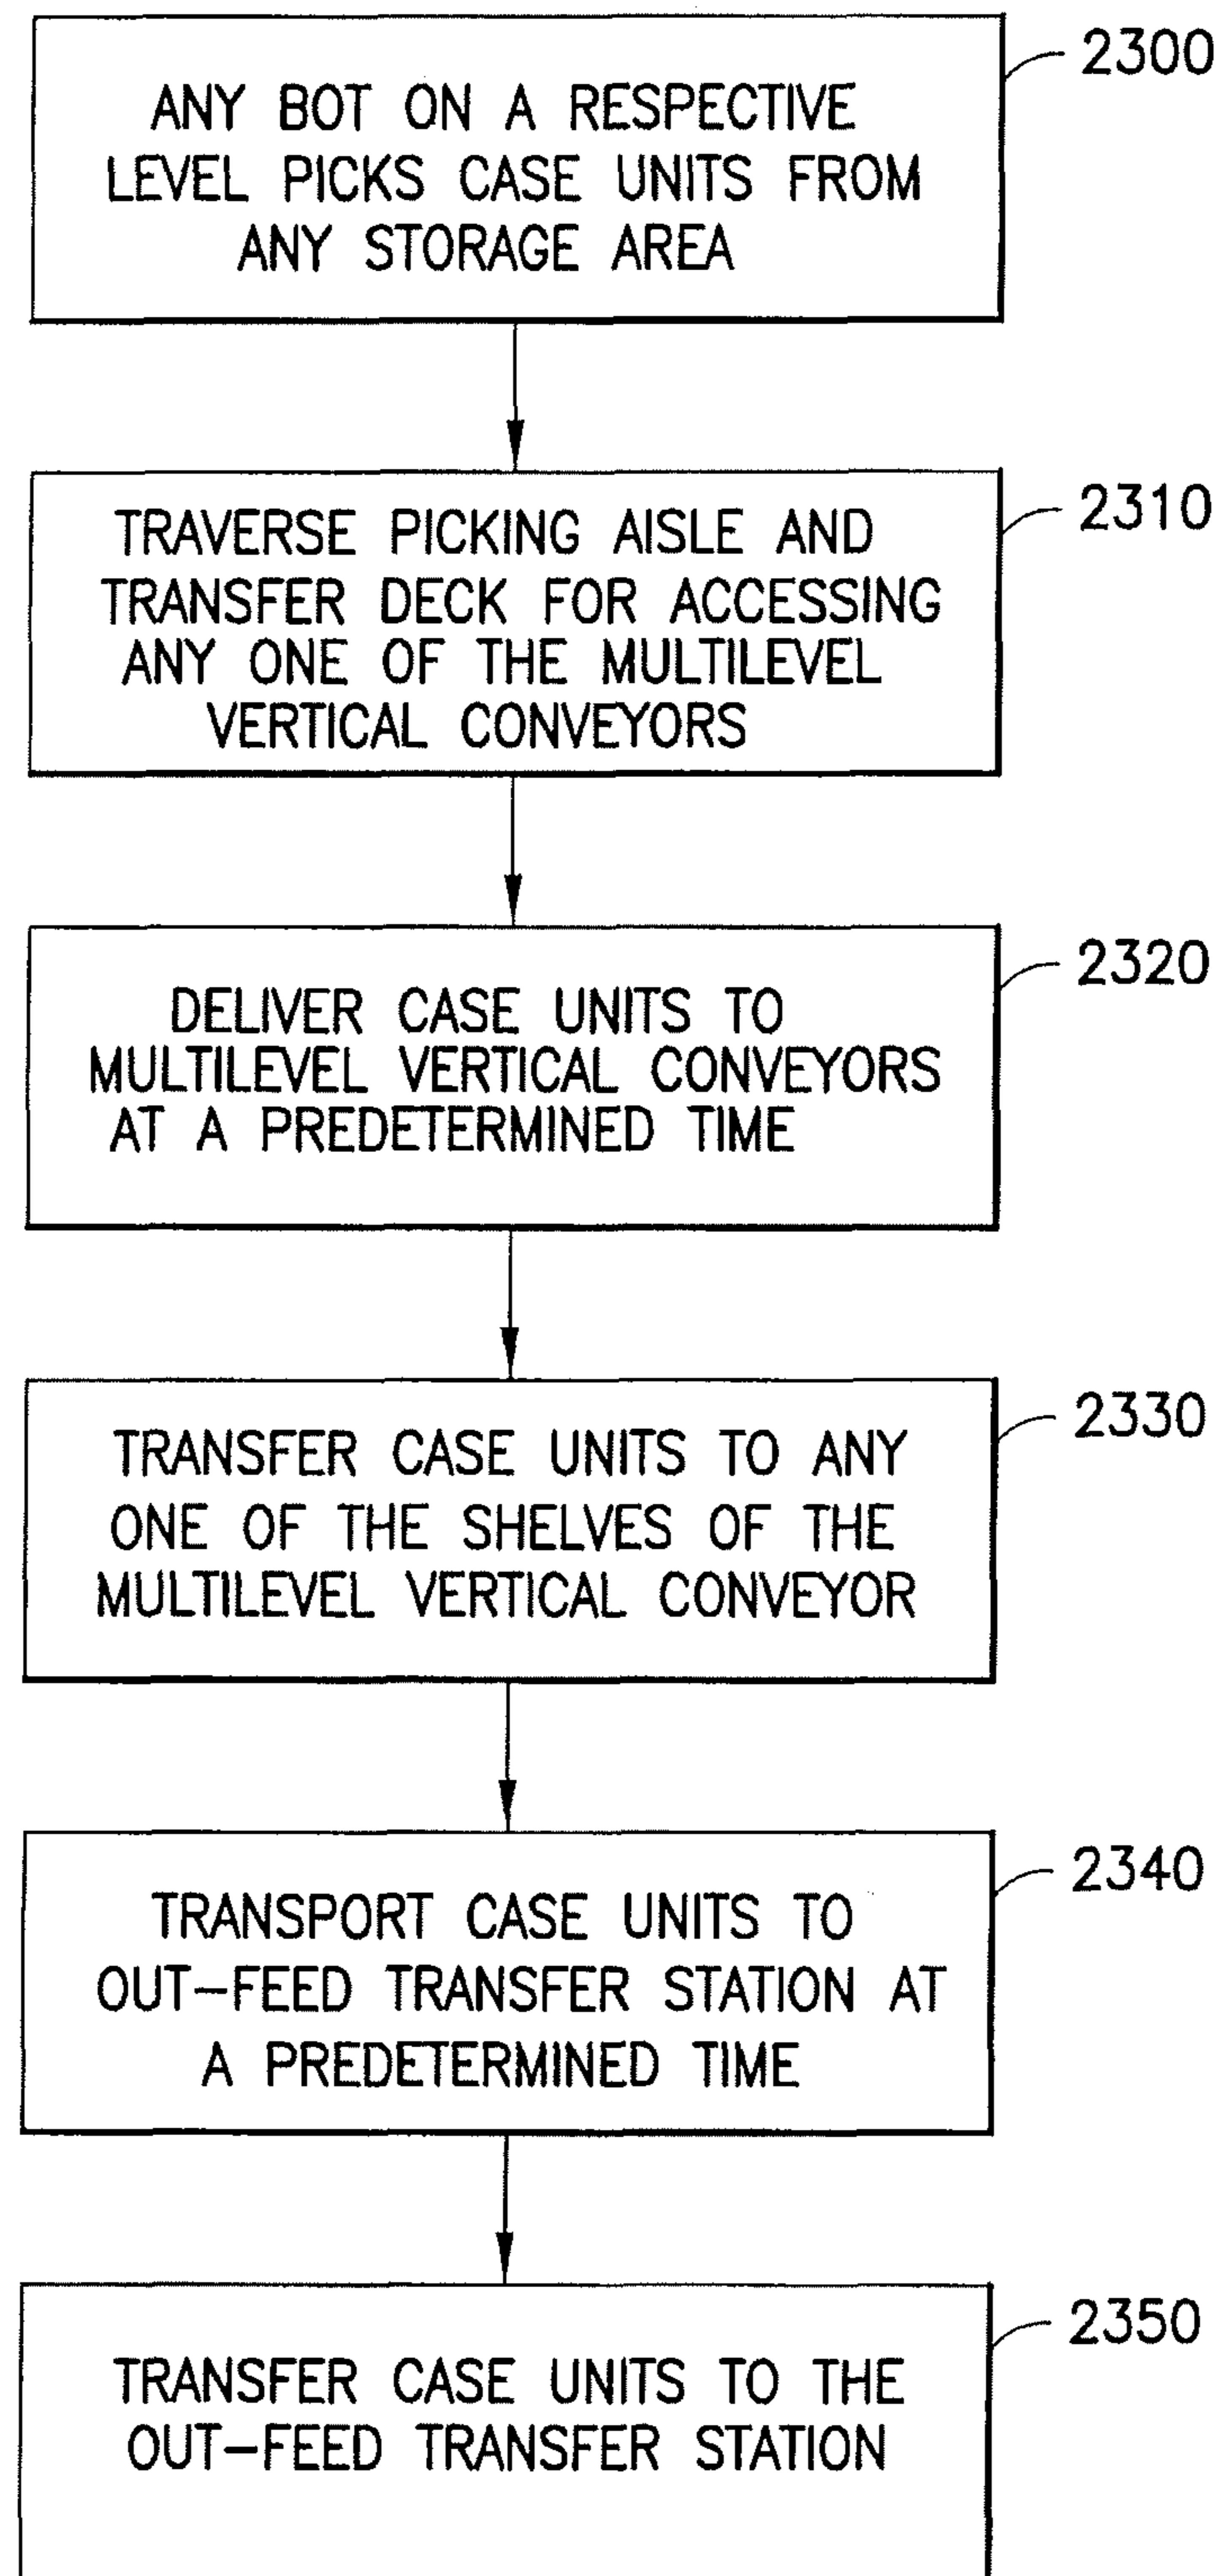 ANY BOT ON A RESPECTIVE
LEVEL PICKS CASE UNITS FROM
ANY STORAGE AREA
2300
TRAVERSE PICKING AISLE AND
TRANSFER DECK FOR ACCESSING
ANY ONE OF THE MULTILEVEL
VERTICAL CONVEYORS
2310
DELIVER CASE UNITS TO
MULTILEVEL VERTICAL CONVEYORS
AT A PREDETERMINED TIME
2320
TRANSFER CASE UNITS TO ANY
ONE OF THE SHELVES OF THE
MULTILEVEL VERTICAL CONVEYOR
2330
TRANSPORT CASE UNITS TO
OUT-FEED TRANSFER STATION AT
A PREDETERMINED TIME
2340
TRANSFER CASE UNITS TO THE
OUT-FEED TRANSFER STATION
2350